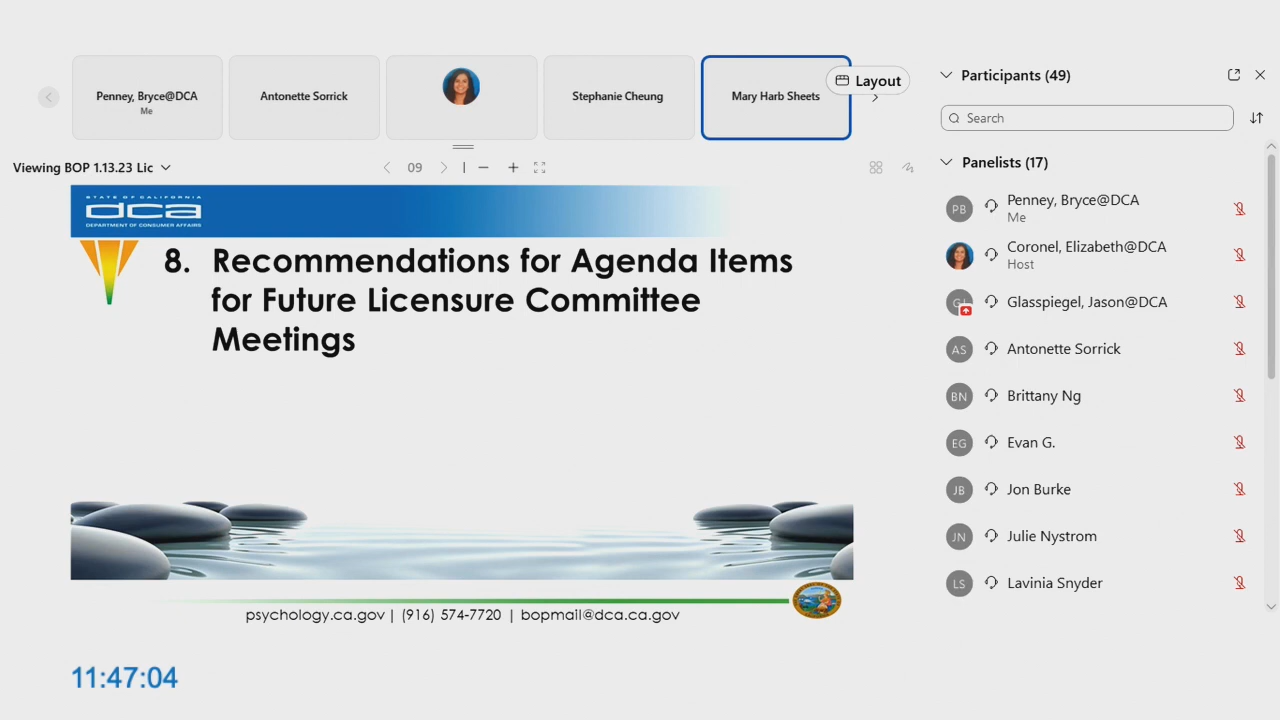 Penney, Bryce@DCA
Me
Antonette Sorrick
Stephanie Cheung
Mary Harb Sheets
Layout
Participants (49)
Search
Viewing BOP 1.13.23 Lic
09
Panelists (17)
STATE OF CALIFORNIA
dca
DEPARTMENT OF CONSUMER AFFAIRS
8. Recommendations for Agenda Items
for Future Licensure Committee
Meetings
PB
Penney, Bryce@DCA
Me
Coronel, Elizabeth@DCA
Host
GJ
Glasspiegel, Jason@DCA
AS
Antonette Sorrick
BN
Brittany Ng
EG
Evan G.
JB
Jon Burke
JN
Julie Nystrom
LS
Lavinia Snyder
psychology.ca.gov | (916) 574-7720 | bopmail@dca.ca.gov
11:47:04